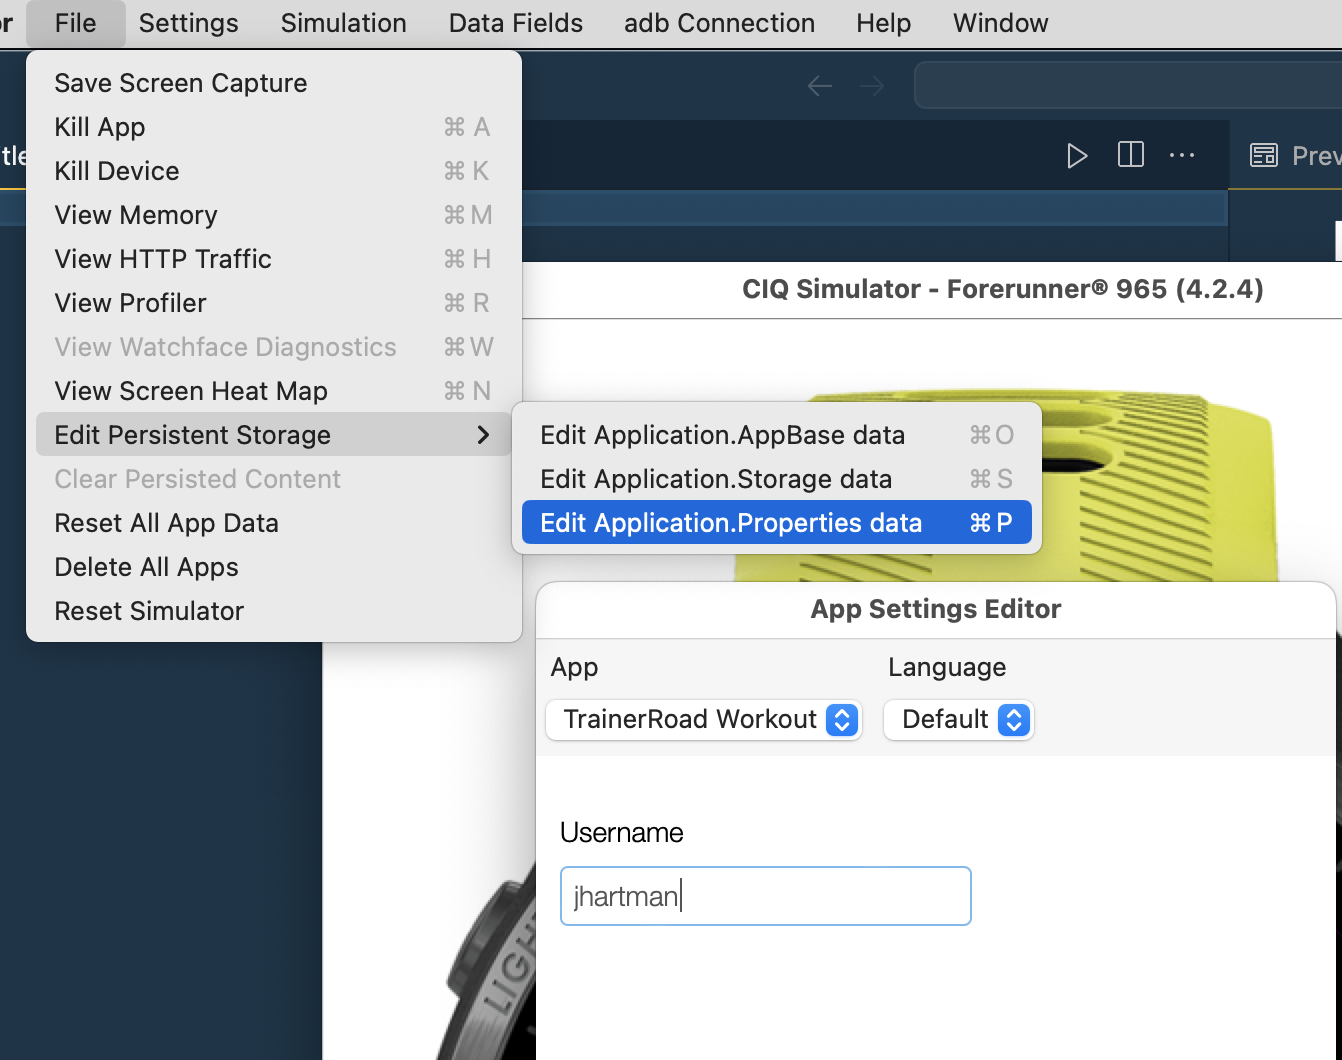 r File Settings Simulation Data Fields adb Connection Help Window
Save Screen Capture
Kill App ⌘ A
Kill Device ⌘ K
View Memory ⌘ M
View HTTP Traffic ⌘ H
View Profiler ⌘ R
View Watchface Diagnostics ⌘ W
View Screen Heat Map ⌘ N
Edit Persistent Storage
Clear Persisted Content
Reset All App Data
Delete All Apps
Reset Simulator
Edit Application.AppBase data ⌘ O
Edit Application.Storage data ⌘ S
Edit Application.Properties data ⌘ P
tle
Prev
CIQ Simulator - Forerunner® 965 (4.2.4)
App Settings Editor
App Language
TrainerRoad Workout Default
Username
jhartman
LIGH